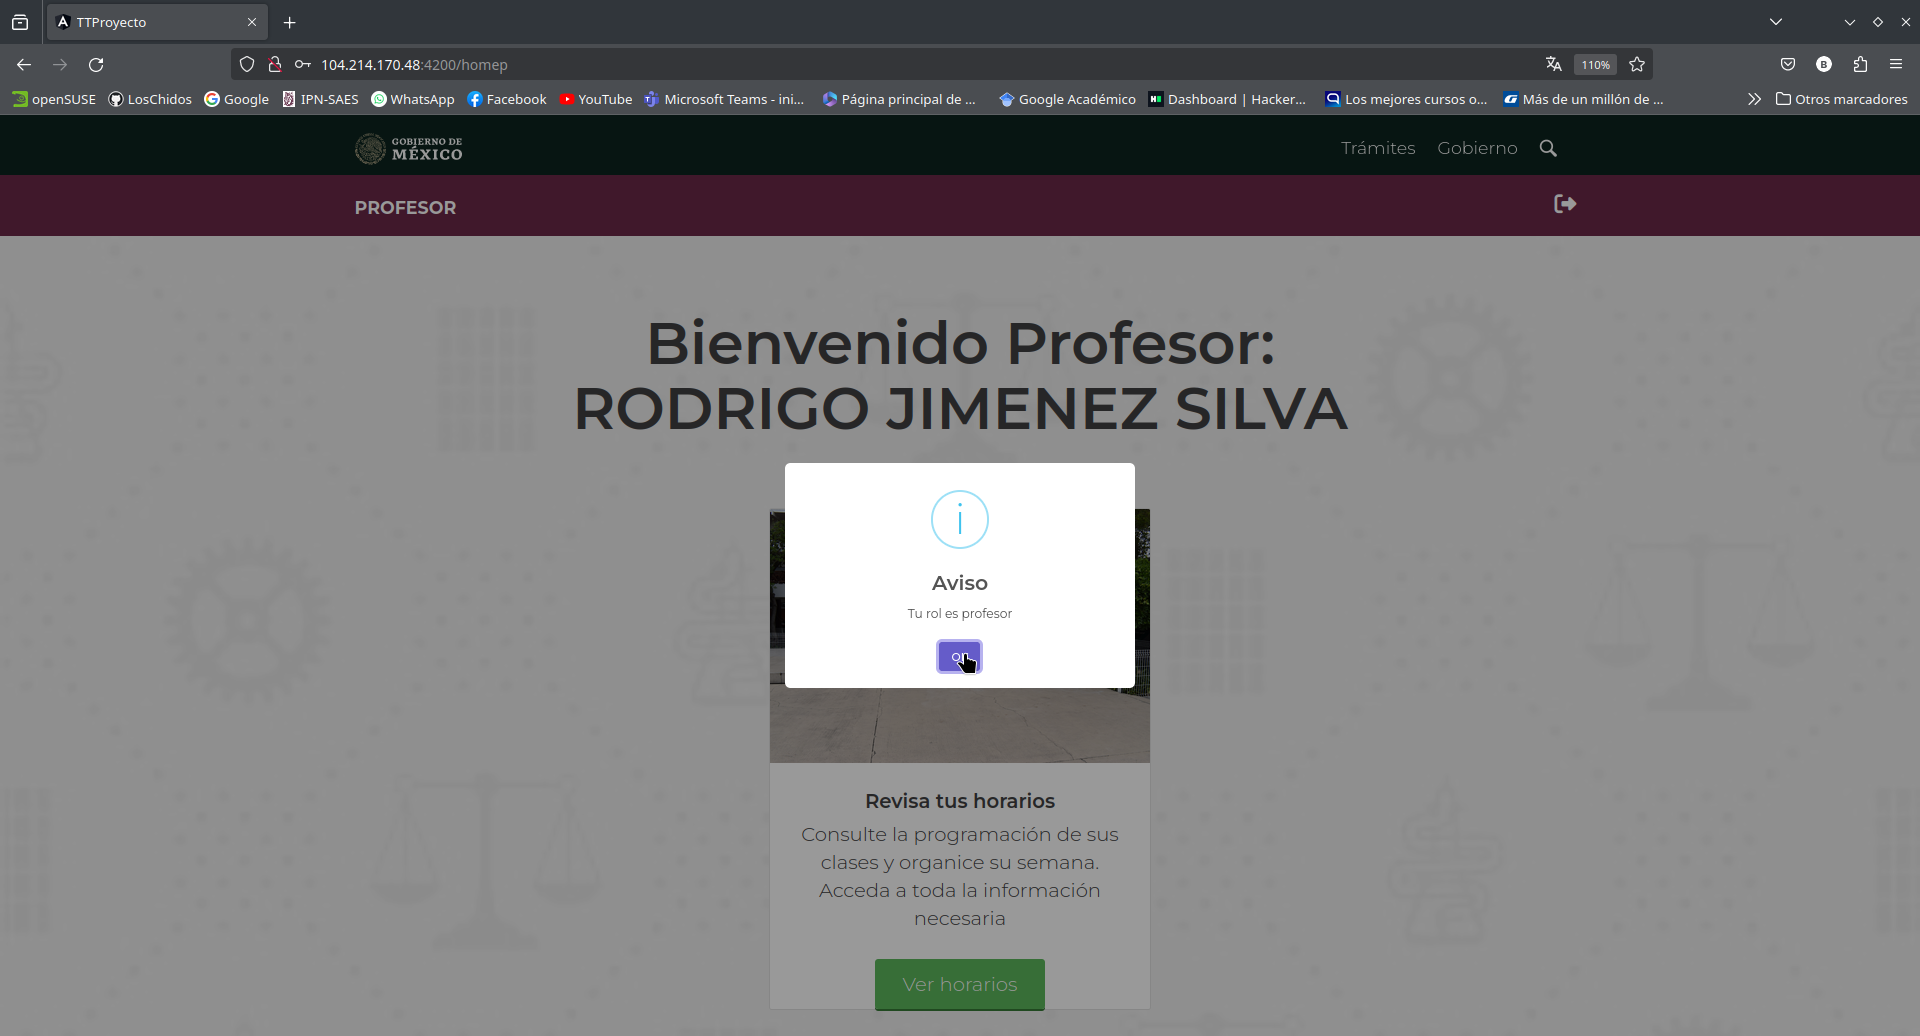 TTProyecto
104.214.170.48:4200/homep
110%
B
openSUSE
LosChidos
Google
IPN-SAES
WhatsApp
Facebook
YouTube
Microsoft Teams - ini...
Página principal de ...
Google Académico
Dashboard | Hacker...
Los mejores cursos o...
Más de un millón de ...
Otros marcadores
GOBIERNO DE
MÉXICO
Trámites
Gobierno
PROFESOR
Bienvenido Profesor:
RODRIGO JIMENEZ SILVA
Aviso
Tu rol es profesor
Revisa tus horarios
Consulte la programación de sus
clases y organice su semana.
Acceda a toda la información
necesaria
Ver horarios